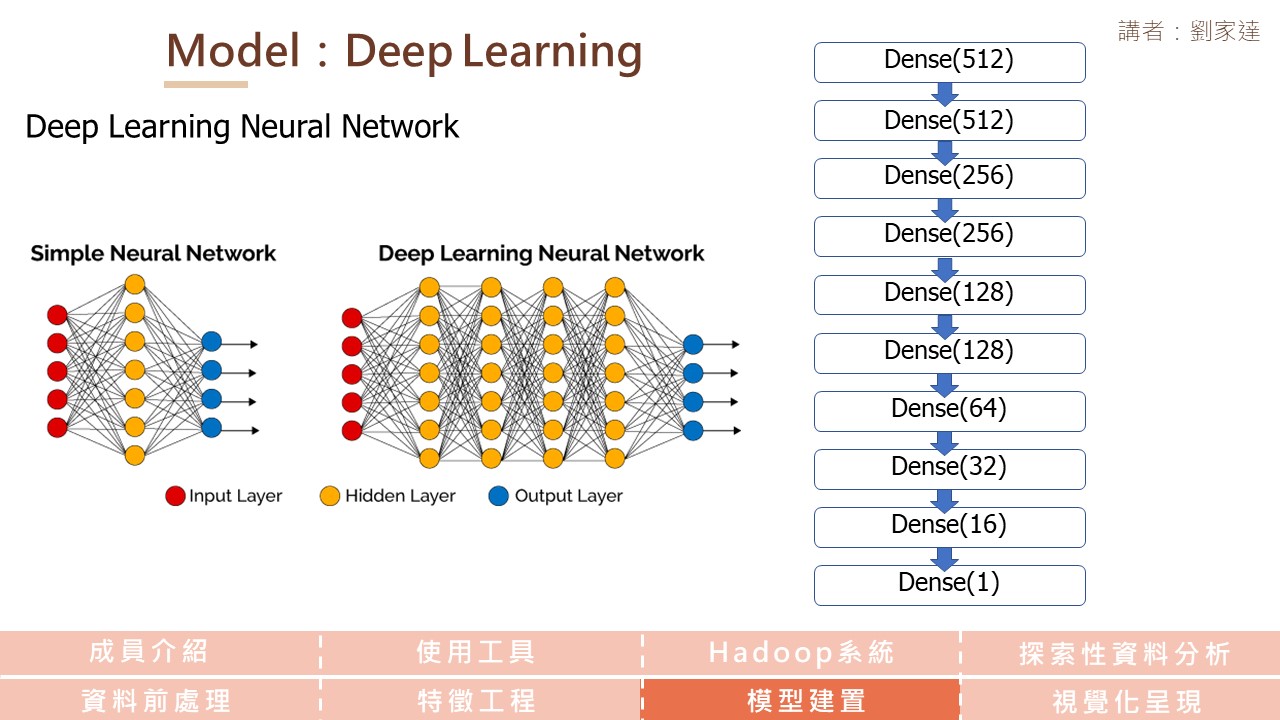 Model：Deep Learning
講者：劉家達
Deep Learning Neural Network
Simple Neural Network
Deep Learning Neural Network
Input Layer
Hidden Layer
Output Layer
Dense(512)
Dense(512)
Dense(256)
Dense(256)
Dense(128)
Dense(128)
Dense(64)
Dense(32)
Dense(16)
Dense(1)
成員介紹
使用工具
Hadoop系統
探索性資料分析
資料前處理
特徵工程
模型建置
視覺化呈現